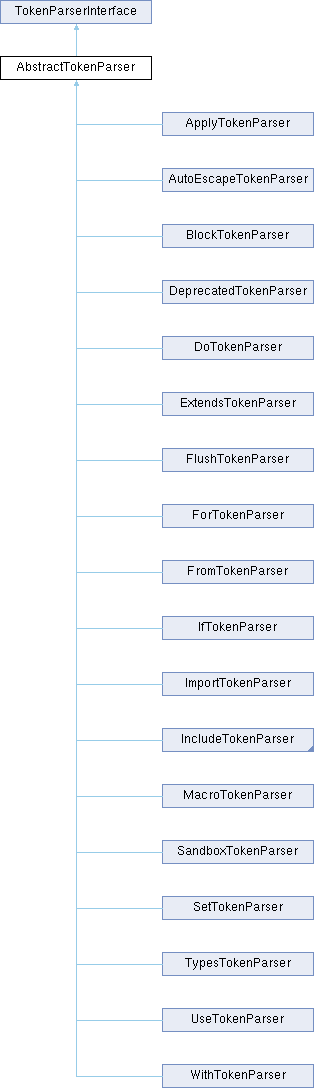 TokenParserInterface
AbstractTokenParser
ApplyTokenParser
AutoEscapeTokenParser
BlockTokenParser
DeprecatedTokenParser
DoTokenParser
ExtendsTokenParser
FlushTokenParser
ForTokenParser
FromTokenParser
IfTokenParser
ImportTokenParser
IncludeTokenParser
MacroTokenParser
SandboxTokenParser
SetTokenParser
TypesTokenParser
UseTokenParser
WithTokenParser